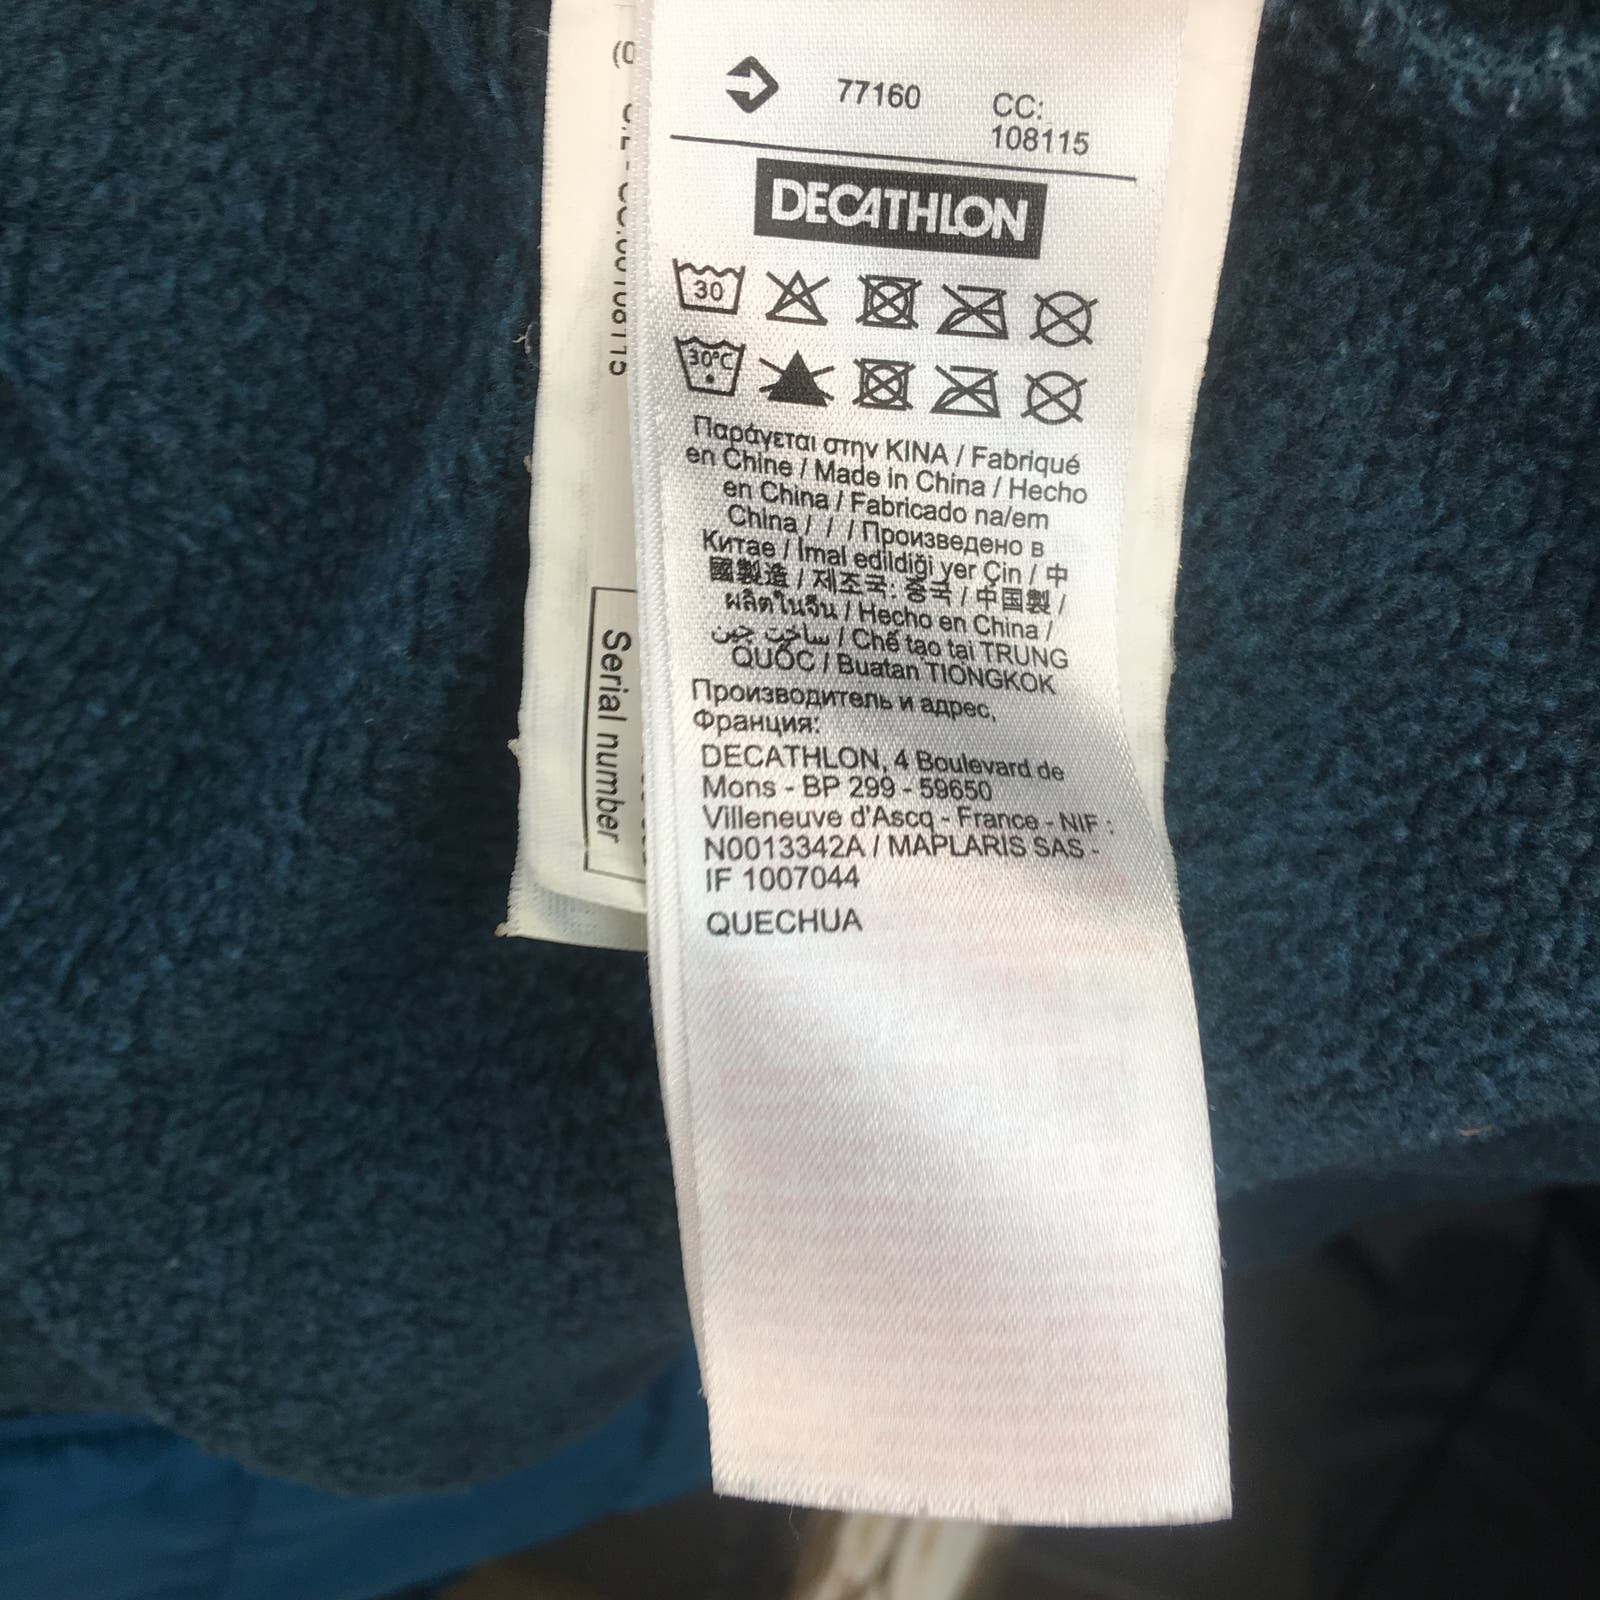 77160
CC:
108115
DECATHLON
30
30°C
Παράγεται στην ΚΙΝΑ / Fabriqué
en Chine / Made in China / Hecho
en China / Fabricado na/em
China / / / Произведено в
Китае / Imal edildiği yer Çin / 中
國製造 / 제조국: 중국 / 中国製 /
ผลิตในจีน / Hecho en China /
ساخت چین / Chế tạo tại TRUNG
QUỐC / Buatan TIONGKOK
Производитель и адрес,
Франция:
DECATHLON, 4 Boulevard de
Mons - BP 299 - 59650
Villeneuve d'Ascq - France - NIF :
N0013342A / MAPLARIS SAS -
IF 1007044
QUECHUA
Serial number